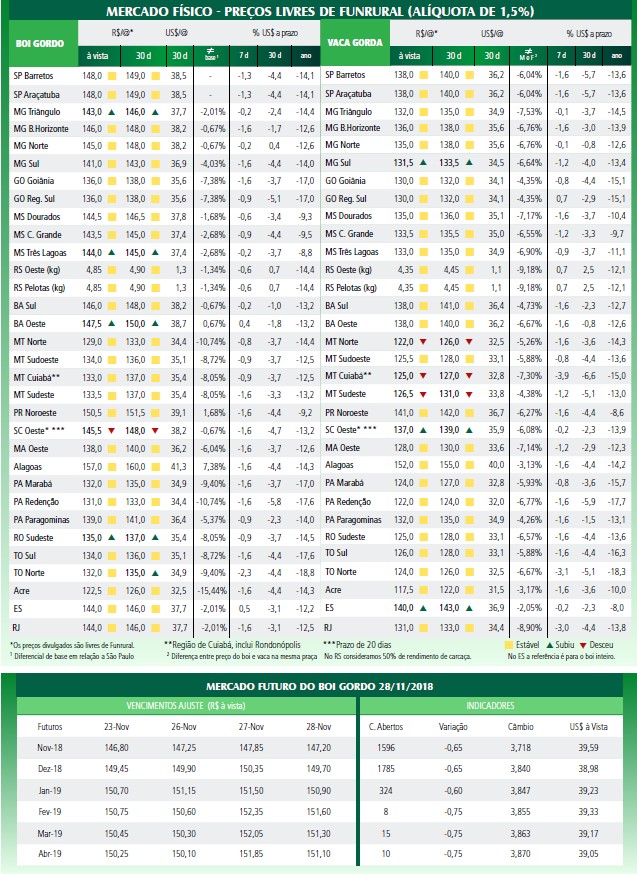 MERCADO FÍSICO - PREÇOS LIVRES DE FUNRURAL (ALÍQUOTA DE 1,5%)
BOI GORDO R$/@* US$/@ % US$ a prazo VACA GORDA R$/@* US$/@ % US$ a prazo
à vista 30 d 30 d ≠ base ¹ 7 d 30 d ano à vista 30 d 30 d ≠ M e F ² 7 d 30 d ano
SP Barretos 148,0 149,0 38,5 - -1,3 -4,4 -14,1 SP Barretos 138,0 140,0 36,2 -6,04% -1,6 -5,7 -13,6
SP Araçatuba 148,0 149,0 38,5 - -1,3 -4,4 -14,1 SP Araçatuba 138,0 140,0 36,2 -6,04% -1,6 -5,7 -13,6
MG Triângulo 143,0 ▲ 146,0 ▲ 37,7 -2,01% -0,2 -2,4 -14,4 MG Triângulo 132,0 135,0 34,9 -7,53% -0,1 -3,7 -14,5
MG B.Horizonte 146,0 148,0 38,2 -0,67% -1,6 -1,7 -12,6 MG B.Horizonte 136,0 138,0 35,6 -6,76% -1,6 -3,0 -13,9
MG Norte 145,0 148,0 38,2 -0,67% -0,2 0,4 -12,6 MG Norte 135,0 138,0 35,6 -6,76% -0,1 -0,8 -12,6
MG Sul 141,0 143,0 36,9 -4,03% -1,6 -4,4 -14,0 MG Sul 131,5 ▲ 133,5 ▲ 34,5 -6,64% -1,2 -4,0 -13,4
GO Goiânia 136,0 138,0 35,6 -7,38% -1,6 -3,7 -17,0 GO Goiânia 130,0 132,0 34,1 -4,35% -0,8 -4,4 -15,1
GO Reg. Sul 136,0 138,0 35,6 -7,38% -0,9 -5,1 -17,0 GO Reg. Sul 130,0 132,0 34,1 -4,35% 0,7 -2,9 -15,1
MS Dourados 144,5 146,5 37,8 -1,68% -0,6 -3,4 -9,3 MS Dourados 135,0 136,0 35,1 -7,17% -1,6 -3,7 -10,4
MS C. Grande 143,5 145,0 37,4 -2,68% -0,9 -4,4 -9,5 MS C. Grande 133,5 135,5 35,0 -6,55% -1,2 -3,3 -9,7
MS Três Lagoas 144,0 ▲ 145,0 ▲ 37,4 -2,68% -0,2 -3,7 -8,8 MS Três Lagoas 133,0 135,0 34,9 -6,90% -0,9 -3,7 -11,1
RS Oeste (kg) 4,85 4,90 1,3 -1,34% -0,6 0,7 -14,4 RS Oeste (kg) 4,35 4,45 1,1 -9,18% 0,7 2,5 -12,1
RS Pelotas (kg) 4,85 4,90 1,3 -1,34% -0,6 0,7 -14,4 RS Pelotas (kg) 4,35 4,45 1,1 -9,18% 0,7 2,5 -12,1
BA Sul 146,0 148,0 38,2 -0,67% -0,2 -1,0 -13,2 BA Sul 138,0 141,0 36,4 -4,73% -1,6 -2,3 -12,7
BA Oeste 147,5 ▲ 150,0 ▲ 38,7 0,67% 0,4 -1,8 -13,2 BA Oeste 138,0 140,0 36,2 -6,67% -1,6 -0,8 -12,6
MT Norte 129,0 133,0 34,4 -10,74% -0,8 -3,7 -14,4 MT Norte 122,0 ▼ 126,0 ▼ 32,5 -5,26% -1,6 -3,6 -14,3
MT Sudoeste 134,0 136,0 35,1 -8,72% -0,9 -3,7 -12,5 MT Sudoeste 125,5 128,0 33,1 -5,88% -0,8 -4,4 -13,6
MT Cuiabá** 133,0 137,0 35,4 -8,05% -0,9 -3,7 -12,5 MT Cuiabá** 125,0 ▼ 127,0 ▼ 32,8 -7,30% -3,9 -6,6 -15,0
MT Sudeste 133,5 137,0 35,4 -8,05% -1,6 -3,3 -13,2 MT Sudeste 126,5 ▼ 131,0 ▼ 33,8 -4,38% -1,2 -5,1 -13,0
PR Noroeste 150,5 151,5 39,1 1,68% -1,6 -4,4 -9,2 PR Noroeste 141,0 142,0 36,7 -6,27% -1,6 -4,4 -8,6
SC Oeste* *** 145,5 ▼ 148,0 ▼ 38,2 -0,67% -1,6 -4,7 -13,2 SC Oeste* *** 137,0 ▲ 139,0 ▲ 35,9 -6,08% -0,2 -2,3 -13,9
MA Oeste 138,0 140,0 36,2 -6,04% -1,6 -3,7 -12,6 MA Oeste 128,0 130,0 33,6 -7,14% -1,2 -2,9 -12,3
Alagoas 157,0 160,0 41,3 7,38% -1,6 -4,4 -14,3 Alagoas 152,0 155,0 40,0 -3,13% -1,6 -4,4 -14,2
PA Marabá 132,0 135,0 34,9 -9,40% -1,6 -3,7 -17,0 PA Marabá 124,0 127,0 32,8 -5,93% -0,8 -3,6 -15,7
PA Redenção 131,0 133,0 34,4 -10,74% -1,6 -5,8 -17,6 PA Redenção 122,0 124,0 32,0 -6,77% -1,6 -5,9 -17,7
PA Paragominas 139,0 141,0 36,4 -5,37% -0,9 -2,3 -14,0 PA Paragominas 132,0 135,0 34,9 -4,26% -1,6 -1,5 -13,1
RO Sudeste 135,0 ▲ 137,0 ▲ 35,4 -8,05% -0,9 -3,7 -14,5 RO Sudeste 125,0 128,0 33,1 -6,57% -1,6 -4,4 -13,6
TO Sul 134,0 136,0 35,1 -8,72% -1,6 -4,4 -17,6 TO Sul 126,0 128,0 33,1 -5,88% -1,6 -4,4 -16,3
TO Norte 132,0 135,0 ▲ 34,9 -9,40% -2,3 -4,4 -18,8 TO Norte 124,0 126,0 32,5 -6,67% -3,1 -5,1 -18,3
Acre 122,5 126,0 32,5 -15,44% -1,6 -4,4 -14,3 Acre 117,5 122,0 31,5 -3,17% -1,6 -3,6 -10,0
ES 144,0 146,0 37,7 -2,01% 0,5 -3,1 -12,2 ES 140,0 ▲ 143,0 ▲ 36,9 -2,05% -0,2 -2,3 -8,0
RJ 144,0 146,0 37,7 -2,01% -1,6 -3,1 -12,5 RJ 131,0 133,0 34,4 -8,90% -3,0 -4,4 -13,8
*Os preços divulgados são livres de Funrural. **Região de Cuiabá, inclui Rondonópolis ***Prazo de 20 dias Estável ▲ Subiu ▼ Desceu
¹ Diferencial de base em relação a São Paulo ² Diferença entre preço do boi e vaca na mesma praça No RS consideramos 50% de rendimento de carcaça. No ES a referência é para o boi inteiro.
MERCADO FUTURO DO BOI GORDO 28/11/2018
VENCIMENTOS AJUSTE (R$ à vista) INDICADORES
Futuros 23-Nov 26-Nov 27-Nov 28-Nov C. Abertos Variação Câmbio US$ à Vista
Nov-18 146,80 147,25 147,85 147,20 1596 -0,65 3,718 39,59
Dez-18 149,45 149,90 150,35 149,70 1785 -0,65 3,840 38,98
Jan-19 150,70 151,15 151,50 150,90 324 -0,60 3,847 39,23
Fev-19 150,75 150,60 152,35 151,60 8 -0,75 3,855 39,33
Mar-19 150,45 150,30 152,05 151,30 15 -0,75 3,863 39,17
Abr-19 150,25 150,10 151,85 151,10 10 -0,75 3,870 39,05